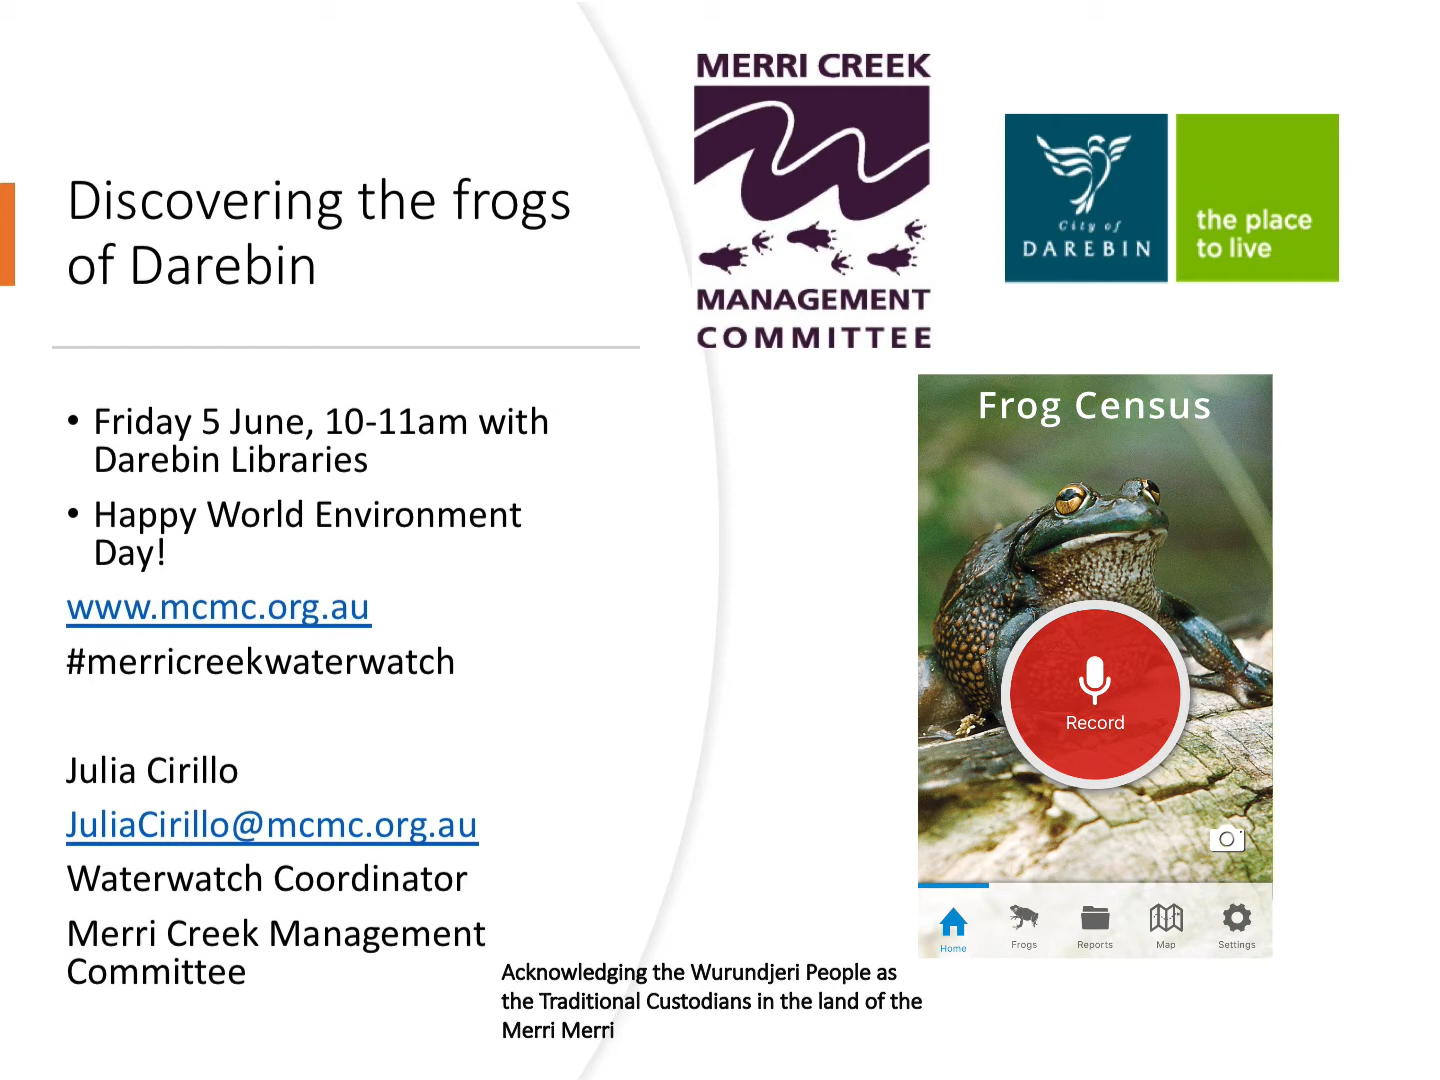 Discovering the frogs
of Darebin
• Friday 5 June, 10-11am with
Darebin Libraries
• Happy World Environment
Day!
www.mcmc.org.au
#merricreekwaterwatch
Julia Cirillo
JuliaCirillo@mcmc.org.au
Waterwatch Coordinator
Merri Creek Management
Committee
MERRI CREEK
MANAGEMENT
COMMITTEE
City of
DAREBIN
the place
to live
Frog Census
Record
Home Frogs Reports Map Settings
Acknowledging the Wurundjeri People as
the Traditional Custodians in the land of the
Merri Merri